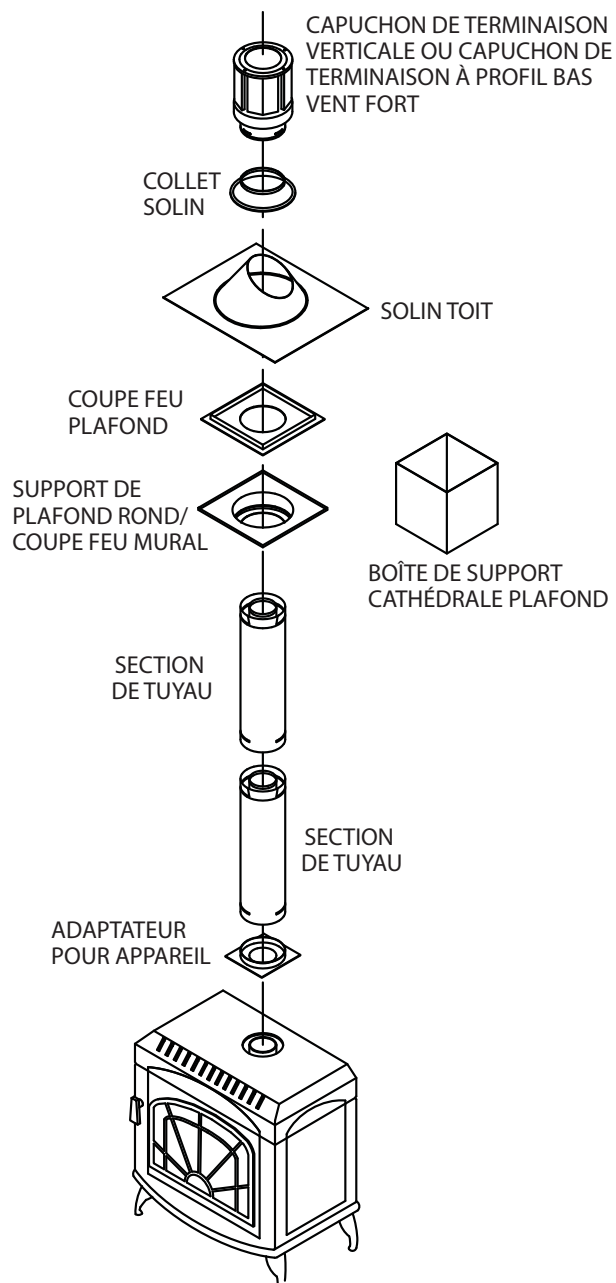 CAPUCHON DE TERMINAISON
VERTICALE OU CAPUCHON DE
TERMINAISON À PROFIL BAS
VENT FORT
COLLET
SOLIN
SOLIN TOIT
COUPE FEU
PLAFOND
SUPPORT DE
PLAFOND ROND/
COUPE FEU MURAL
BOÎTE DE SUPPORT
CATHÉDRALE PLAFOND
SECTION
DE TUYAU
SECTION
DE TUYAU
ADAPTATEUR
POUR APPAREIL